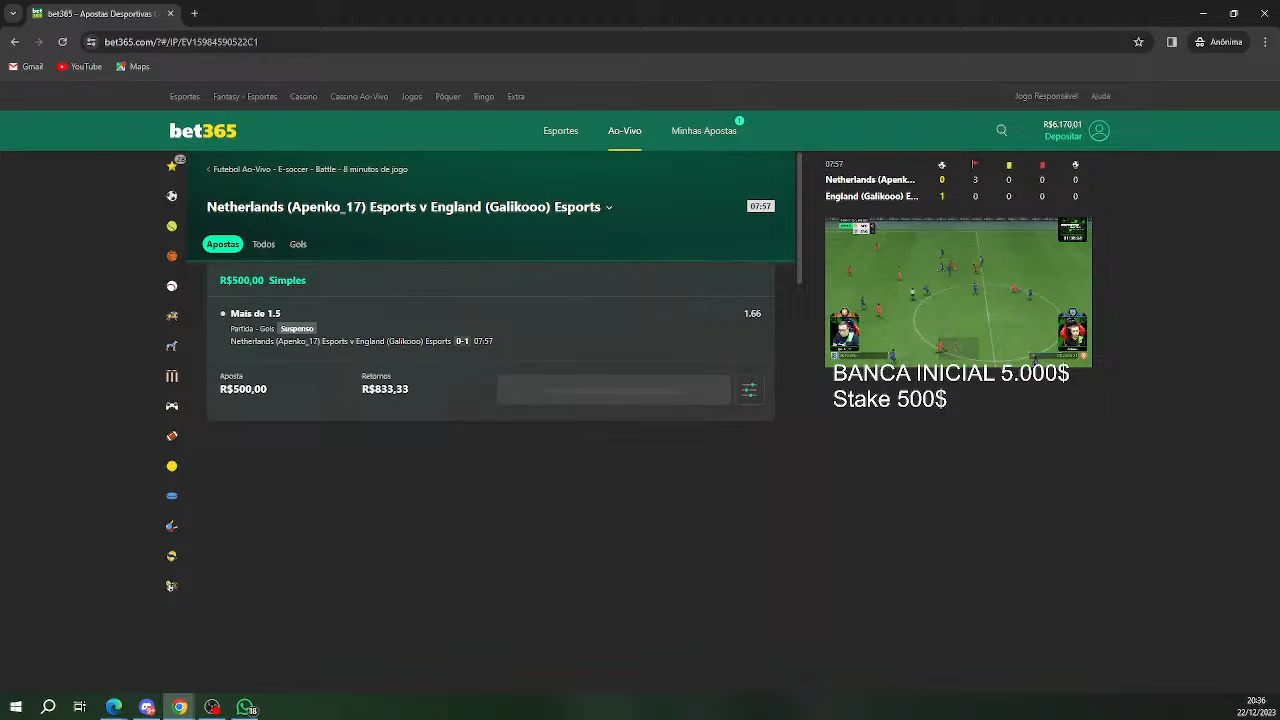 bet365 - Apostas Desportivas
bet365.com/?#/IP/EV15984590522C1
Anônima
Gmail
YouTube
Maps
Esportes
Fantasy - Esportes
Cassino
Cassino Ao-Vivo
Jogos
Pôquer
Bingo
Extra
Jogo Responsável
Ajuda
bet365
Esportes
Ao-Vivo
Minhas Apostas
1
R$6.170,01
Depositar
28
Futebol Ao-Vivo - E-soccer - Battle - 8 minutos de jogo
Netherlands (Apenko_17) Esports v England (Galikooo) Esports
07:57
Apostas
Todos
Gols
R$500,00 Simples
Mais de 1.5
1.66
Partida - Gols Suspenso
Netherlands (Apenko_17) Esports v England (Galikooo) Esports 0-1 07:57
Aposta
Retornos
R$500,00
R$833,33
07:57
Netherlands (Apenk... 0 3 0 0 0
England (Galikooo) E... 1 0 0 0 0
BANCA INICIAL 5.000$
Stake 500$
18
20:36
22/12/2023